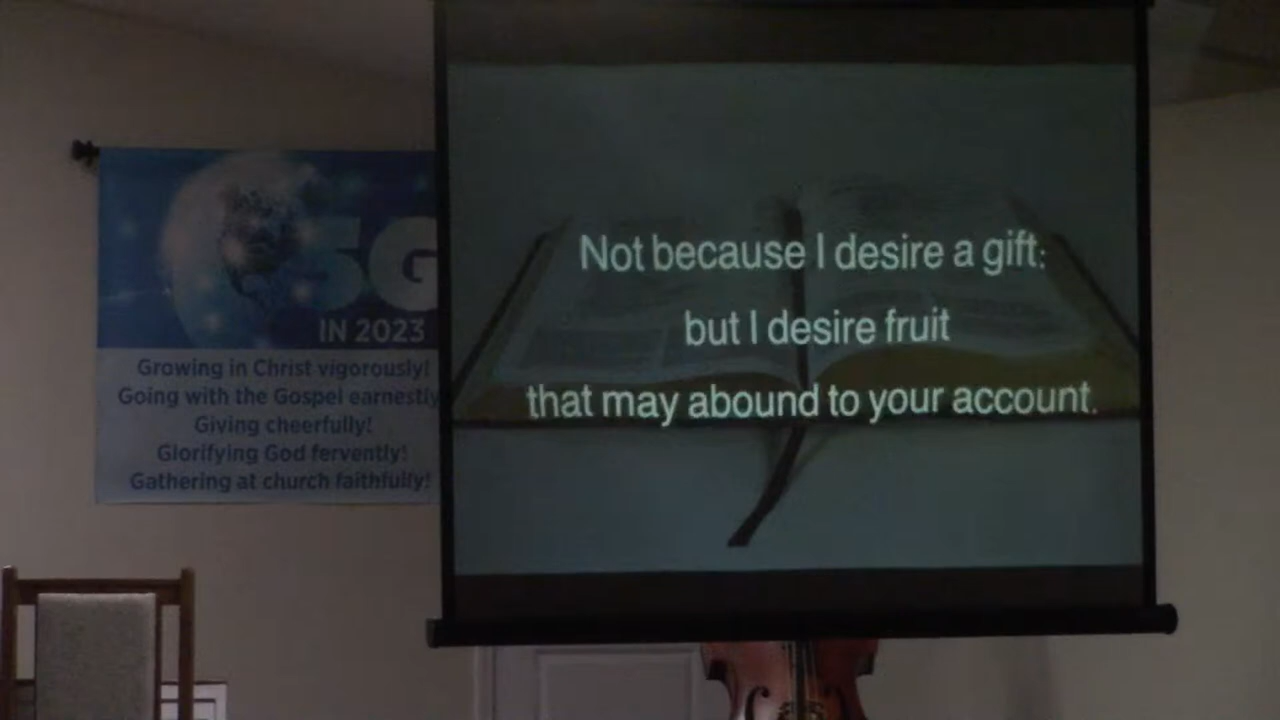 5G
IN 2023
Growing in Christ vigorously!
Going with the Gospel earnestly
Giving cheerfully!
Glorifying God fervently!
Gathering at church faithfully!
Not because I desire a gift:
but I desire fruit
that may abound to your account.